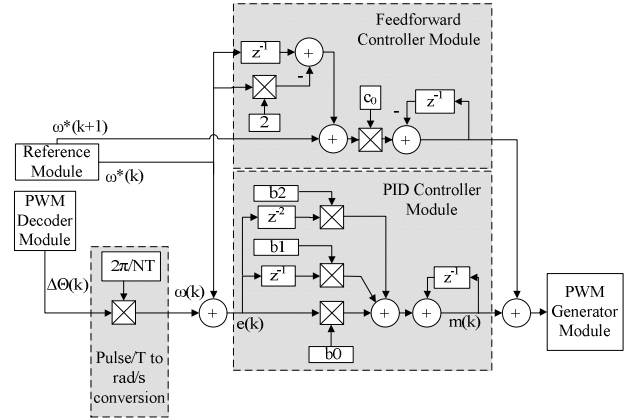 Feedforward
Controller Module
z⁻¹
+
-
2
c₀
z⁻¹
-
+
+
ω*(k+1)
Reference
Module
ω*(k)
PWM
Decoder
Module
PID Controller
Module
b2
z⁻²
b1
z⁻¹
z⁻¹
2π/NT
ΔΘ(k)
ω(k)
+
e(k)
+
+
m(k)
+
b0
PWM
Generator
Module
Pulse/T to
rad/s
conversion